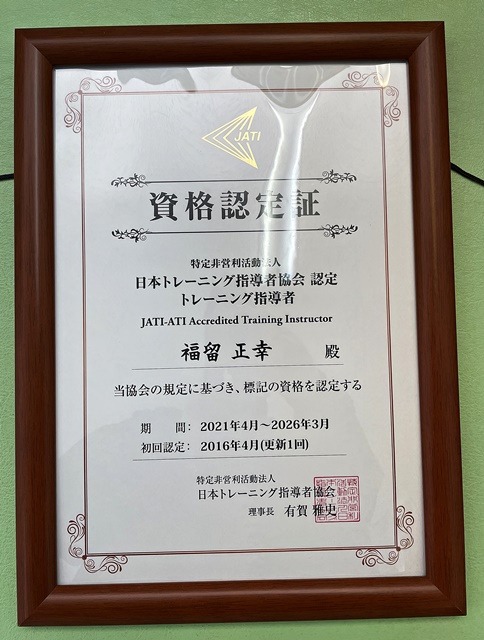 JATI
資格認定証
特定非営利活動法人
日本トレーニング指導者協会 認定
トレーニング指導者
JATI-ATI Accredited Training Instructor
福留 正幸 殿
当協会の規定に基づき、標記の資格を認定する
期 間: 2021年4月～2026年3月
初回認定: 2016年4月(更新1回)
特定非営利活動法人
日本トレーニング指導者協会
理事長 有賀 雅史